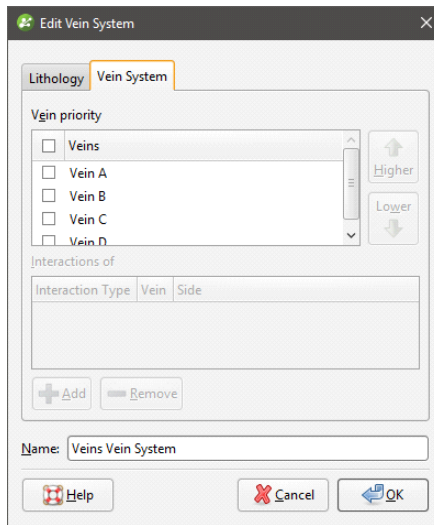 Edit Vein System
Lithology Vein System
Vein priority
Veins
Vein A
Vein B
Vein C
Vein D
Higher
Lower
Interactions of
Interaction Type Vein Side
Add Remove
Name: Veins Vein System
Help Cancel OK